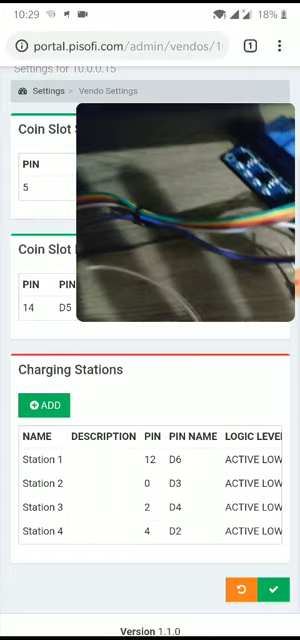 10:29
18%
portal.pisofi.com/admin/vendos/1
1
Settings for 10.0.0.15
Settings > Vendo Settings
Coin Slot
PIN
5
Coin Slot
PIN PIN
14 D5
Charging Stations
ADD
NAME DESCRIPTION PIN PIN NAME LOGIC LEVEL
Station 1 12 D6 ACTIVE LOW
Station 2 0 D3 ACTIVE LOW
Station 3 2 D4 ACTIVE LOW
Station 4 4 D2 ACTIVE LOW
Version 1.1.0